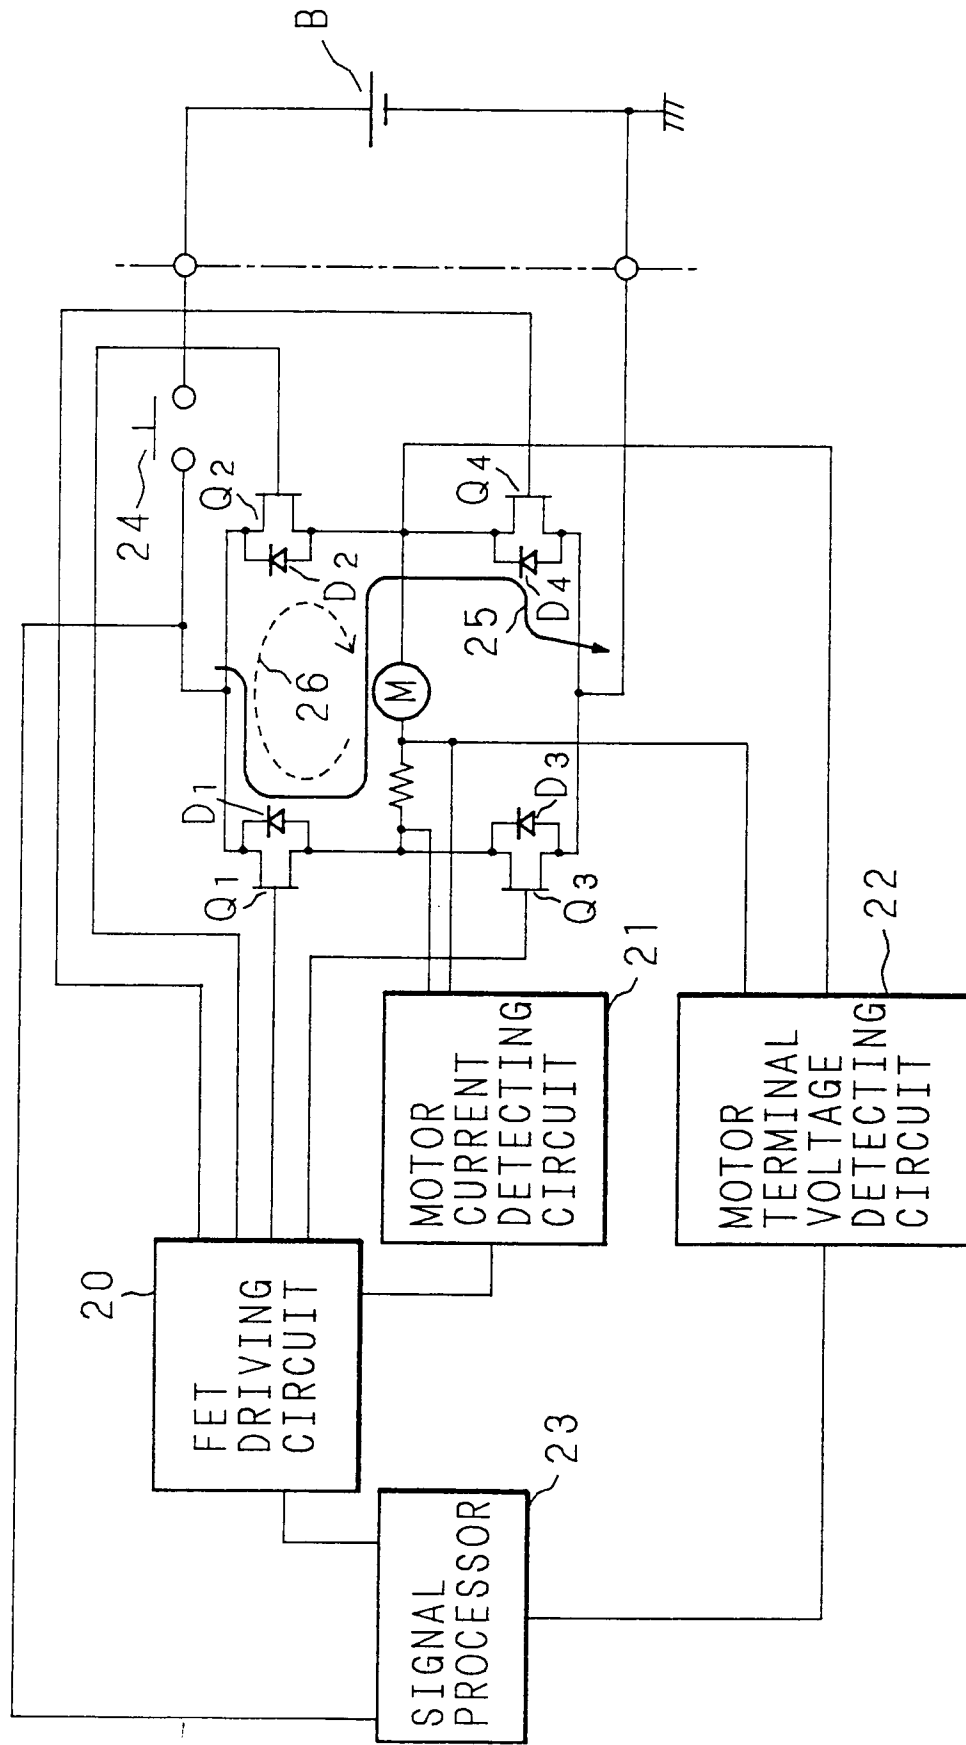 B
24
Q2
D2
Q4
D4
25
26
M
D1
Q1
D3
Q3
20
FET
DRIVING
CIRCUIT
21
MOTOR
CURRENT
DETECTING
CIRCUIT
22
MOTOR
TERMINAL
VOLTAGE
DETECTING
CIRCUIT
23
SIGNAL
PROCESSOR